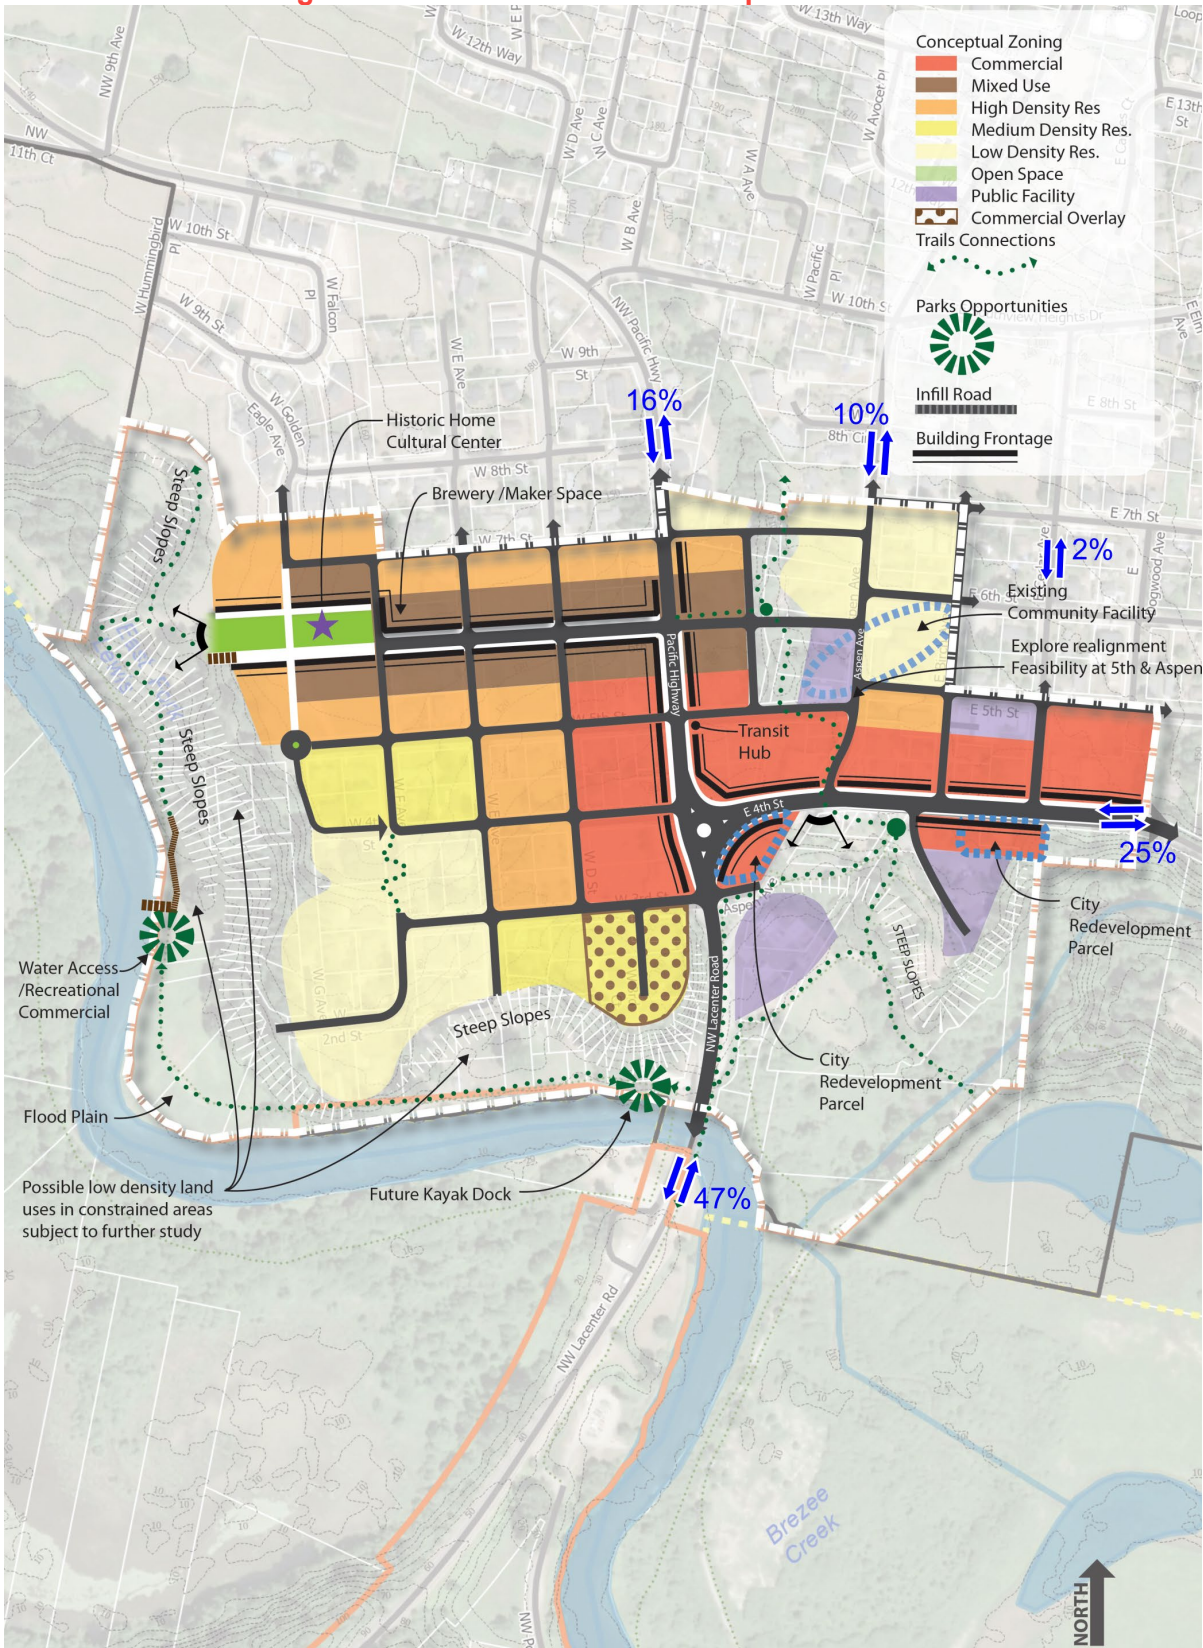 W 13th Way
W 12th Way
NW 9th Ave
W D Ave
W C Ave
W Avocet Pl
Loop
E 13th
St
NW
11th Ct
W A Ave
W B Ave
W 10th St
W Hummingbird
Pl
W Falcon
Pl
W Pacific
Pl
W 10th St
W 9th St
NW Pacific Hwy
W E Ave
W 9th
St
W Golden
Eagle Ave
W 8th St
W 7th St
8th Cir
E 8th St
E 7th St
E 6th St
Conceptual Zoning
Commercial
Mixed Use
High Density Res
Medium Density Res.
Low Density Res.
Open Space
Public Facility
Commercial Overlay
Trails Connections
Parks Opportunities
Infill Road
Building Frontage
16%
10%
2%
Historic Home
Cultural Center
Brewery /Maker Space
Steep Slopes
Existing
Community Facility
Explore realignment
Feasibility at 5th & Aspen
Pacific Highway
Aspen Ave
E 5th St
Transit
Hub
E 4th St
Steep Slopes
25%
City
Redevelopment
Parcel
STEEP SLOPES
Water Access
/Recreational
Commercial
W D St
2nd St
Steep Slopes
NW Lacenter Road
City
Redevelopment
Parcel
Flood Plain
Possible low density land
uses in constrained areas
subject to further study
Future Kayak Dock
47%
NW Lacenter Rd
Brezee
Creek
NORTH